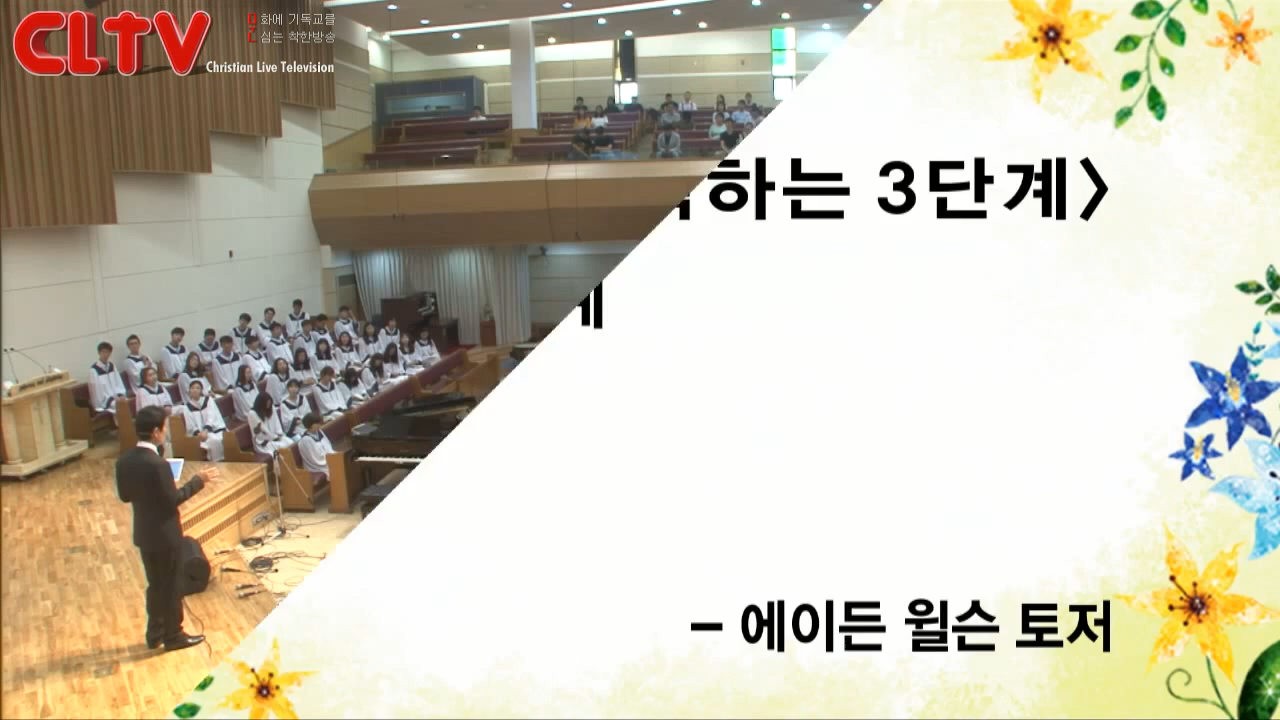 CLTV
문화에 기독교를
심는 착한방송
Christian Live Television
하는 3단계〉
– 에이든 윌슨 토저